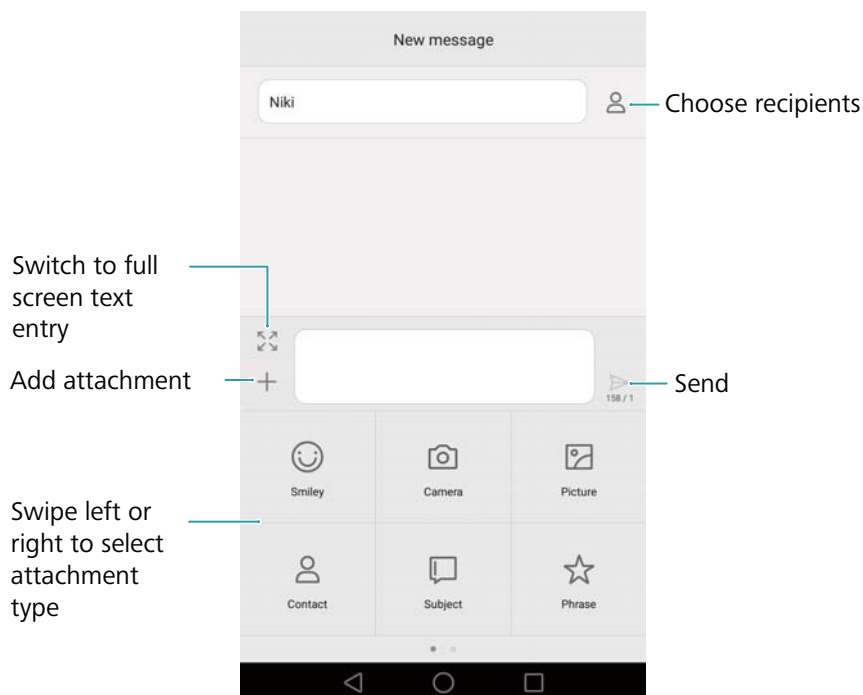 New message
Niki
Choose recipients
Switch to full
screen text
entry
Add attachment
Send
158 / 1
Smiley
Camera
Picture
Swipe left or
right to select
attachment
type
Contact
Subject
Phrase